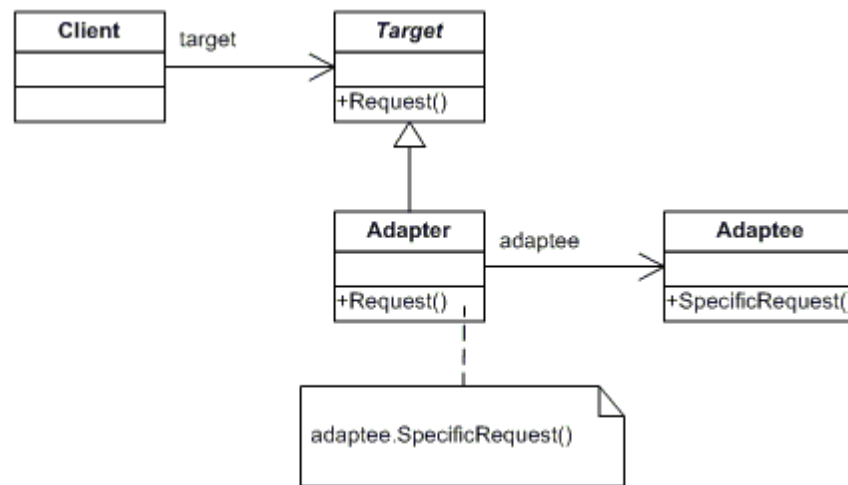 Client
target
Target
+Request()
Adapter
adaptee
Adaptee
+Request()
+SpecificRequest()
adaptee.SpecificRequest()